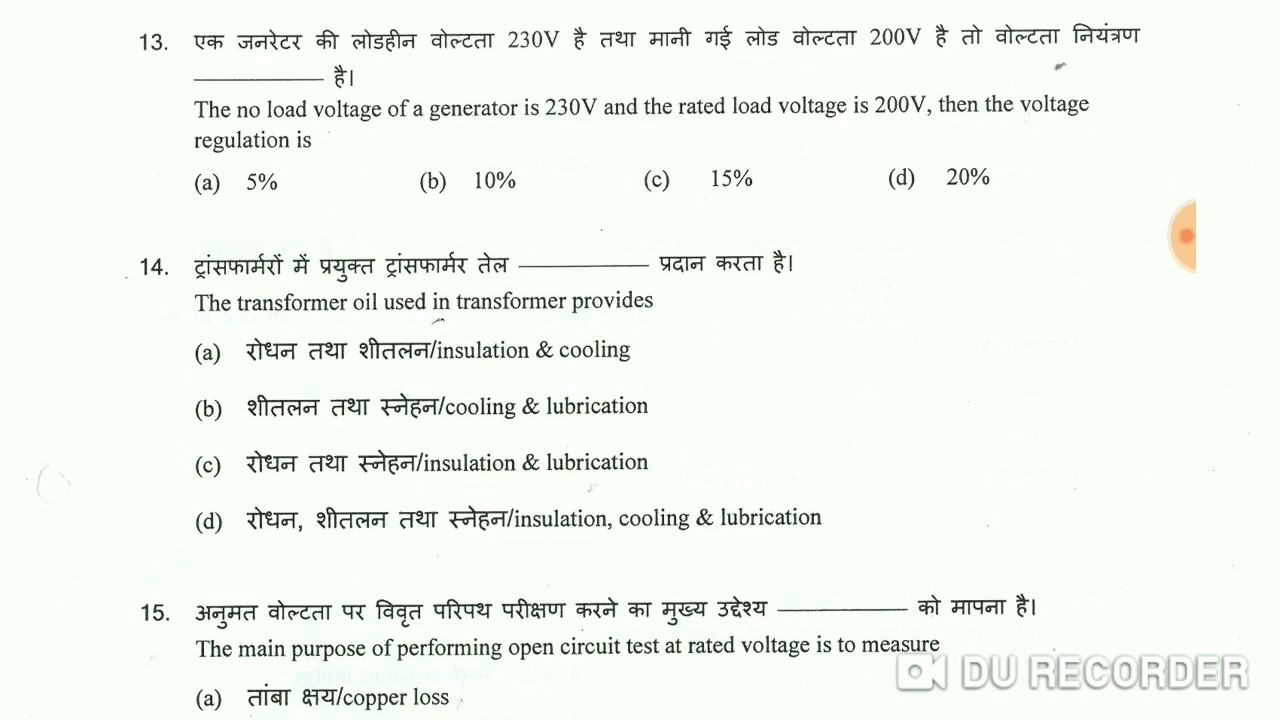 13. एक जनरेटर की लोडहीन वोल्टता 230V है तथा मानी गई लोड वोल्टता 200V है तो वोल्टता नियंत्रण
__________ है।
The no load voltage of a generator is 230V and the rated load voltage is 200V, then the voltage
regulation is
(a) 5% (b) 10% (c) 15% (d) 20%
14. ट्रांसफार्मरों में प्रयुक्त ट्रांसफार्मर तेल __________ प्रदान करता है।
The transformer oil used in transformer provides
(a) रोधन तथा शीतलन/insulation & cooling
(b) शीतलन तथा स्नेहन/cooling & lubrication
(c) रोधन तथा स्नेहन/insulation & lubrication
(d) रोधन, शीतलन तथा स्नेहन/insulation, cooling & lubrication
15. अनुमत वोल्टता पर विवृत परिपथ परीक्षण करने का मुख्य उद्देश्य __________ को मापना है।
The main purpose of performing open circuit test at rated voltage is to measure
DU RECORDER
(a) तांबा क्षय/copper loss